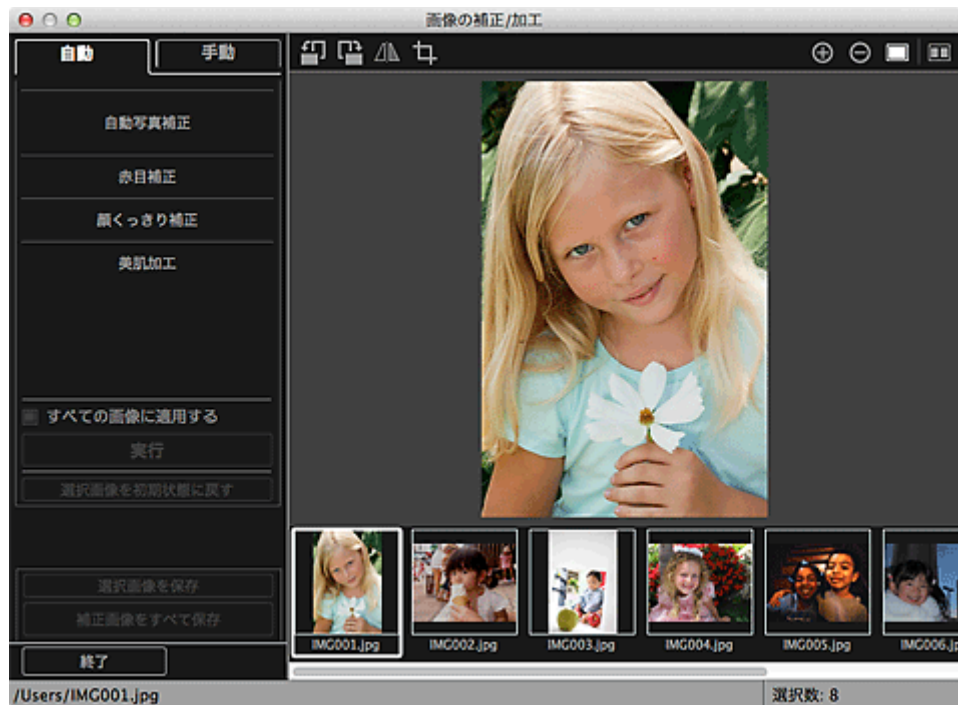 画像の補正/加工
自動
手動
自動写真補正
赤目補正
顔くっきり補正
美肌加工
すべての画像に適用する
実行
選択画像を初期状態に戻す
選択画像を保存
補正画像をすべて保存
終了
IMG001.jpg
IMG002.jpg
IMG003.jpg
IMG004.jpg
IMG005.jpg
IMG006.jp
/Users/IMG001.jpg
選択数: 8